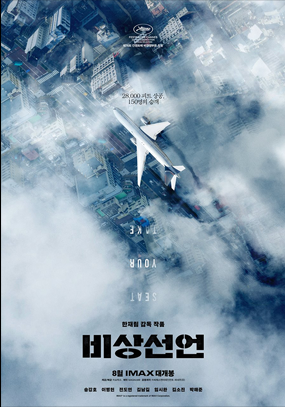 28,000 피트 상공,
150명의 승객
TAKE
YOUR
SEAT
한재림 감독 작품
비상선언
8월 IMAX 대개봉
송강호 이병헌 전도연 김남길 임시완 김소진 박해준